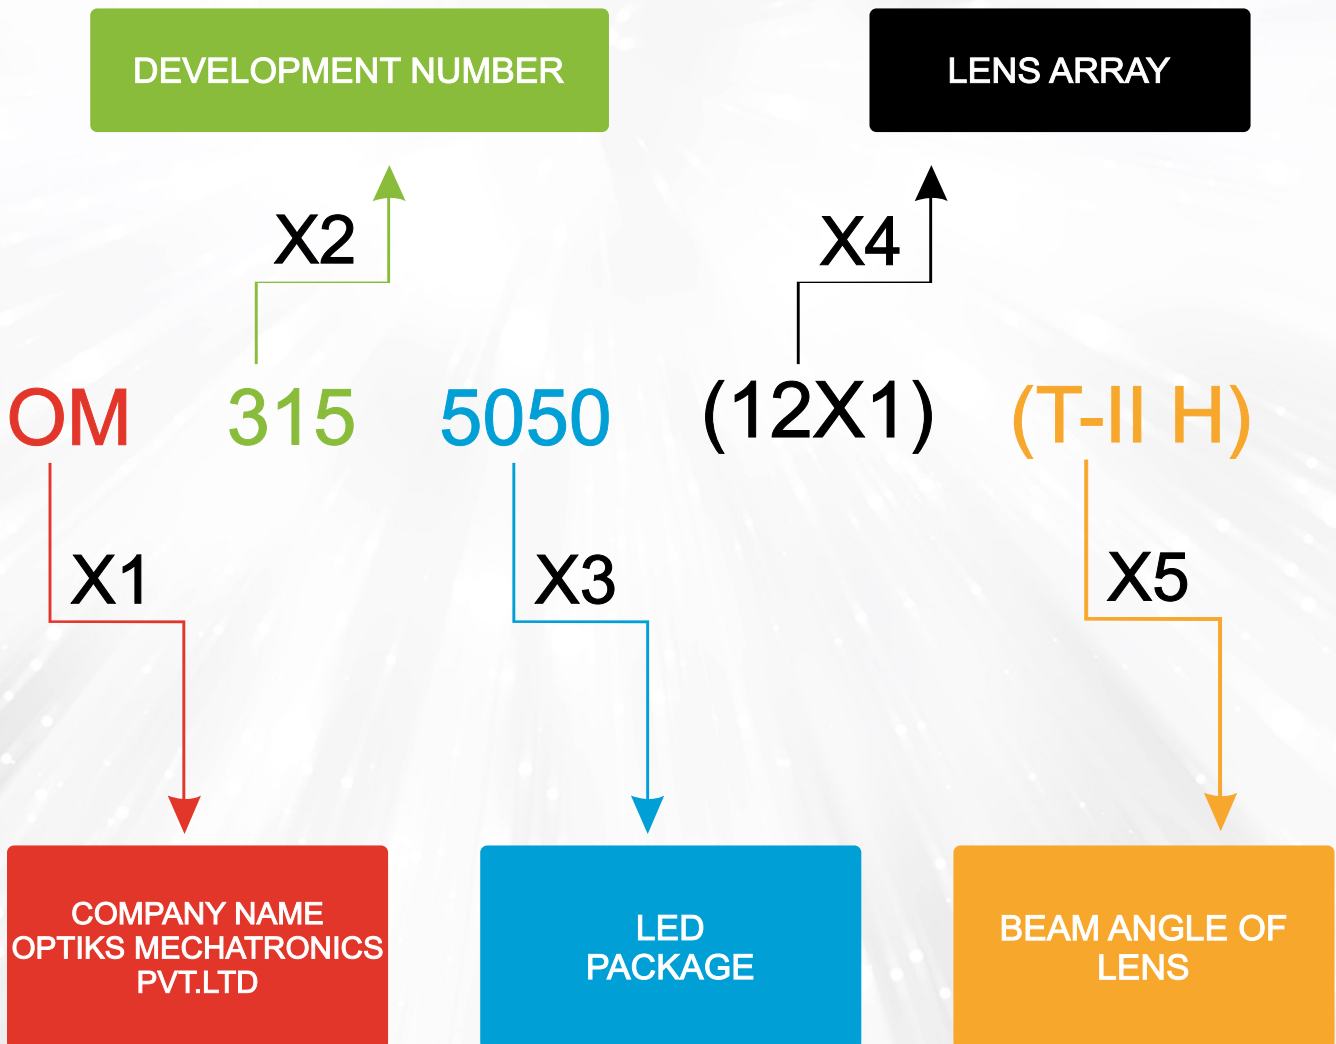 DEVELOPMENT NUMBER
LENS ARRAY
X2
X4
OM 315 5050 (12X1) (T-II H)
X1
X3
X5
COMPANY NAME
OPTIKS MECHATRONICS
PVT.LTD
LED
PACKAGE
BEAM ANGLE OF
LENS